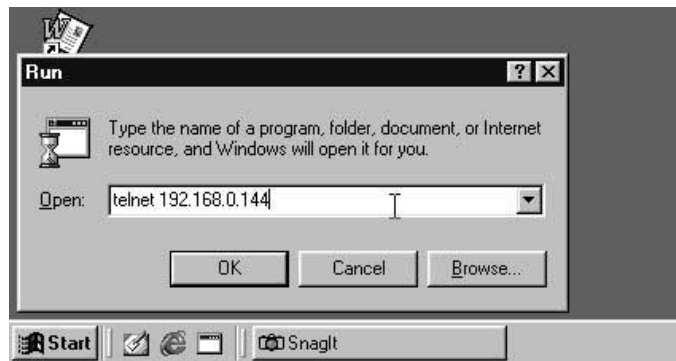 W
Run
Type the name of a program, folder, document, or Internet
resource, and Windows will open it for you.
Open: telnet 192.168.0.144
OK Cancel Browse...
Start SnagIt